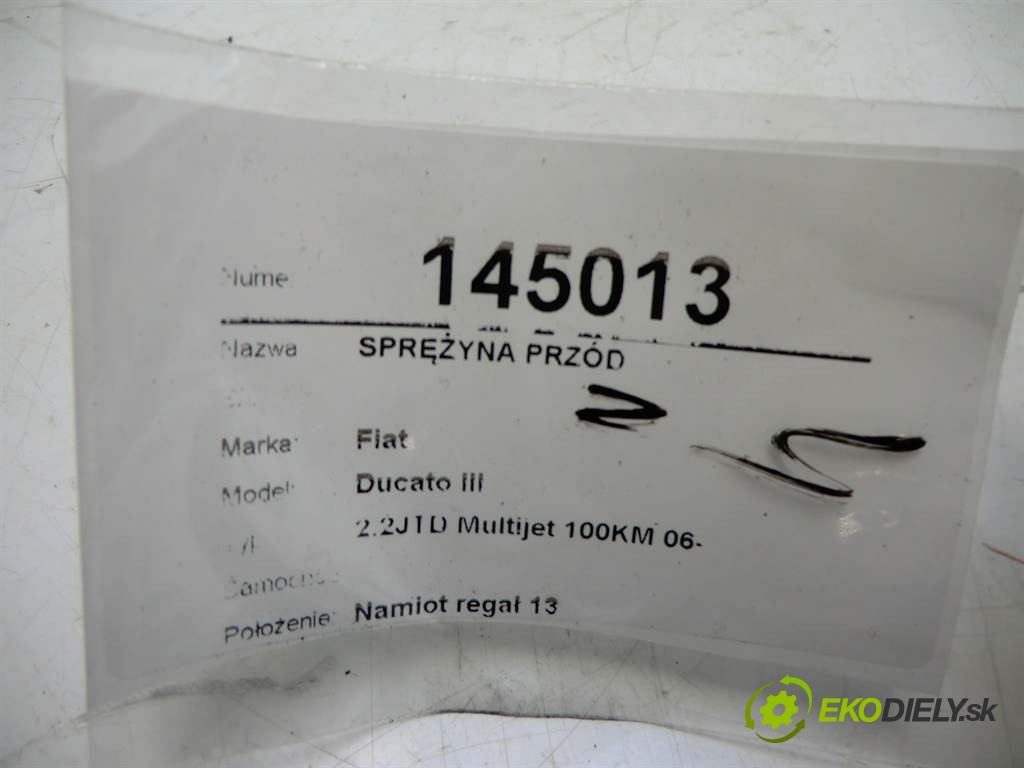 145013
Nazwa SPRĘŻYNA PRZÓD
Marka: Fiat
Model: Ducato III
2.2JTD Multijet 100KM 06-
Położenie: Namiot regał 13
EKODIELY.sk